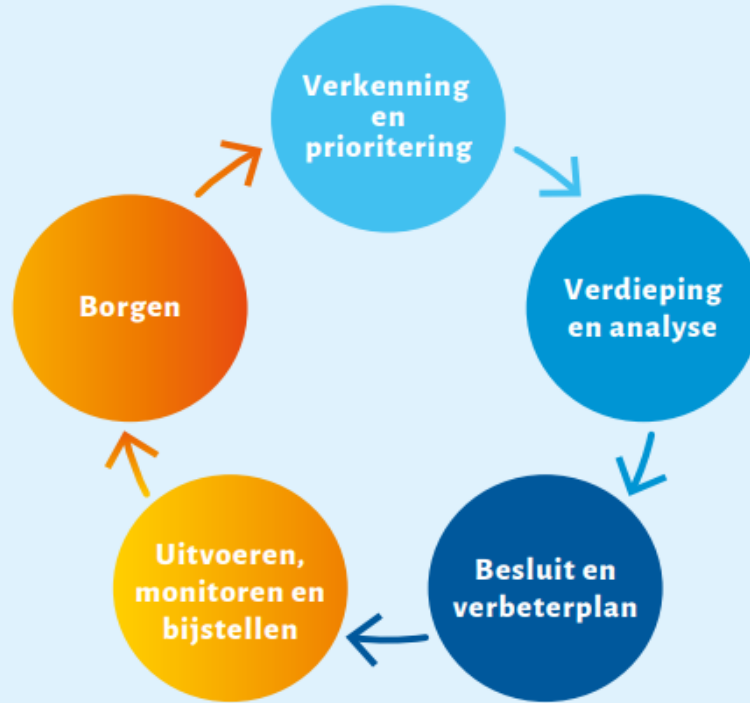 Verkenning
en
prioritering
Verdieping
en analyse
Besluit en
verbeterplan
Uitvoeren,
monitoren en
bijstellen
Borgen